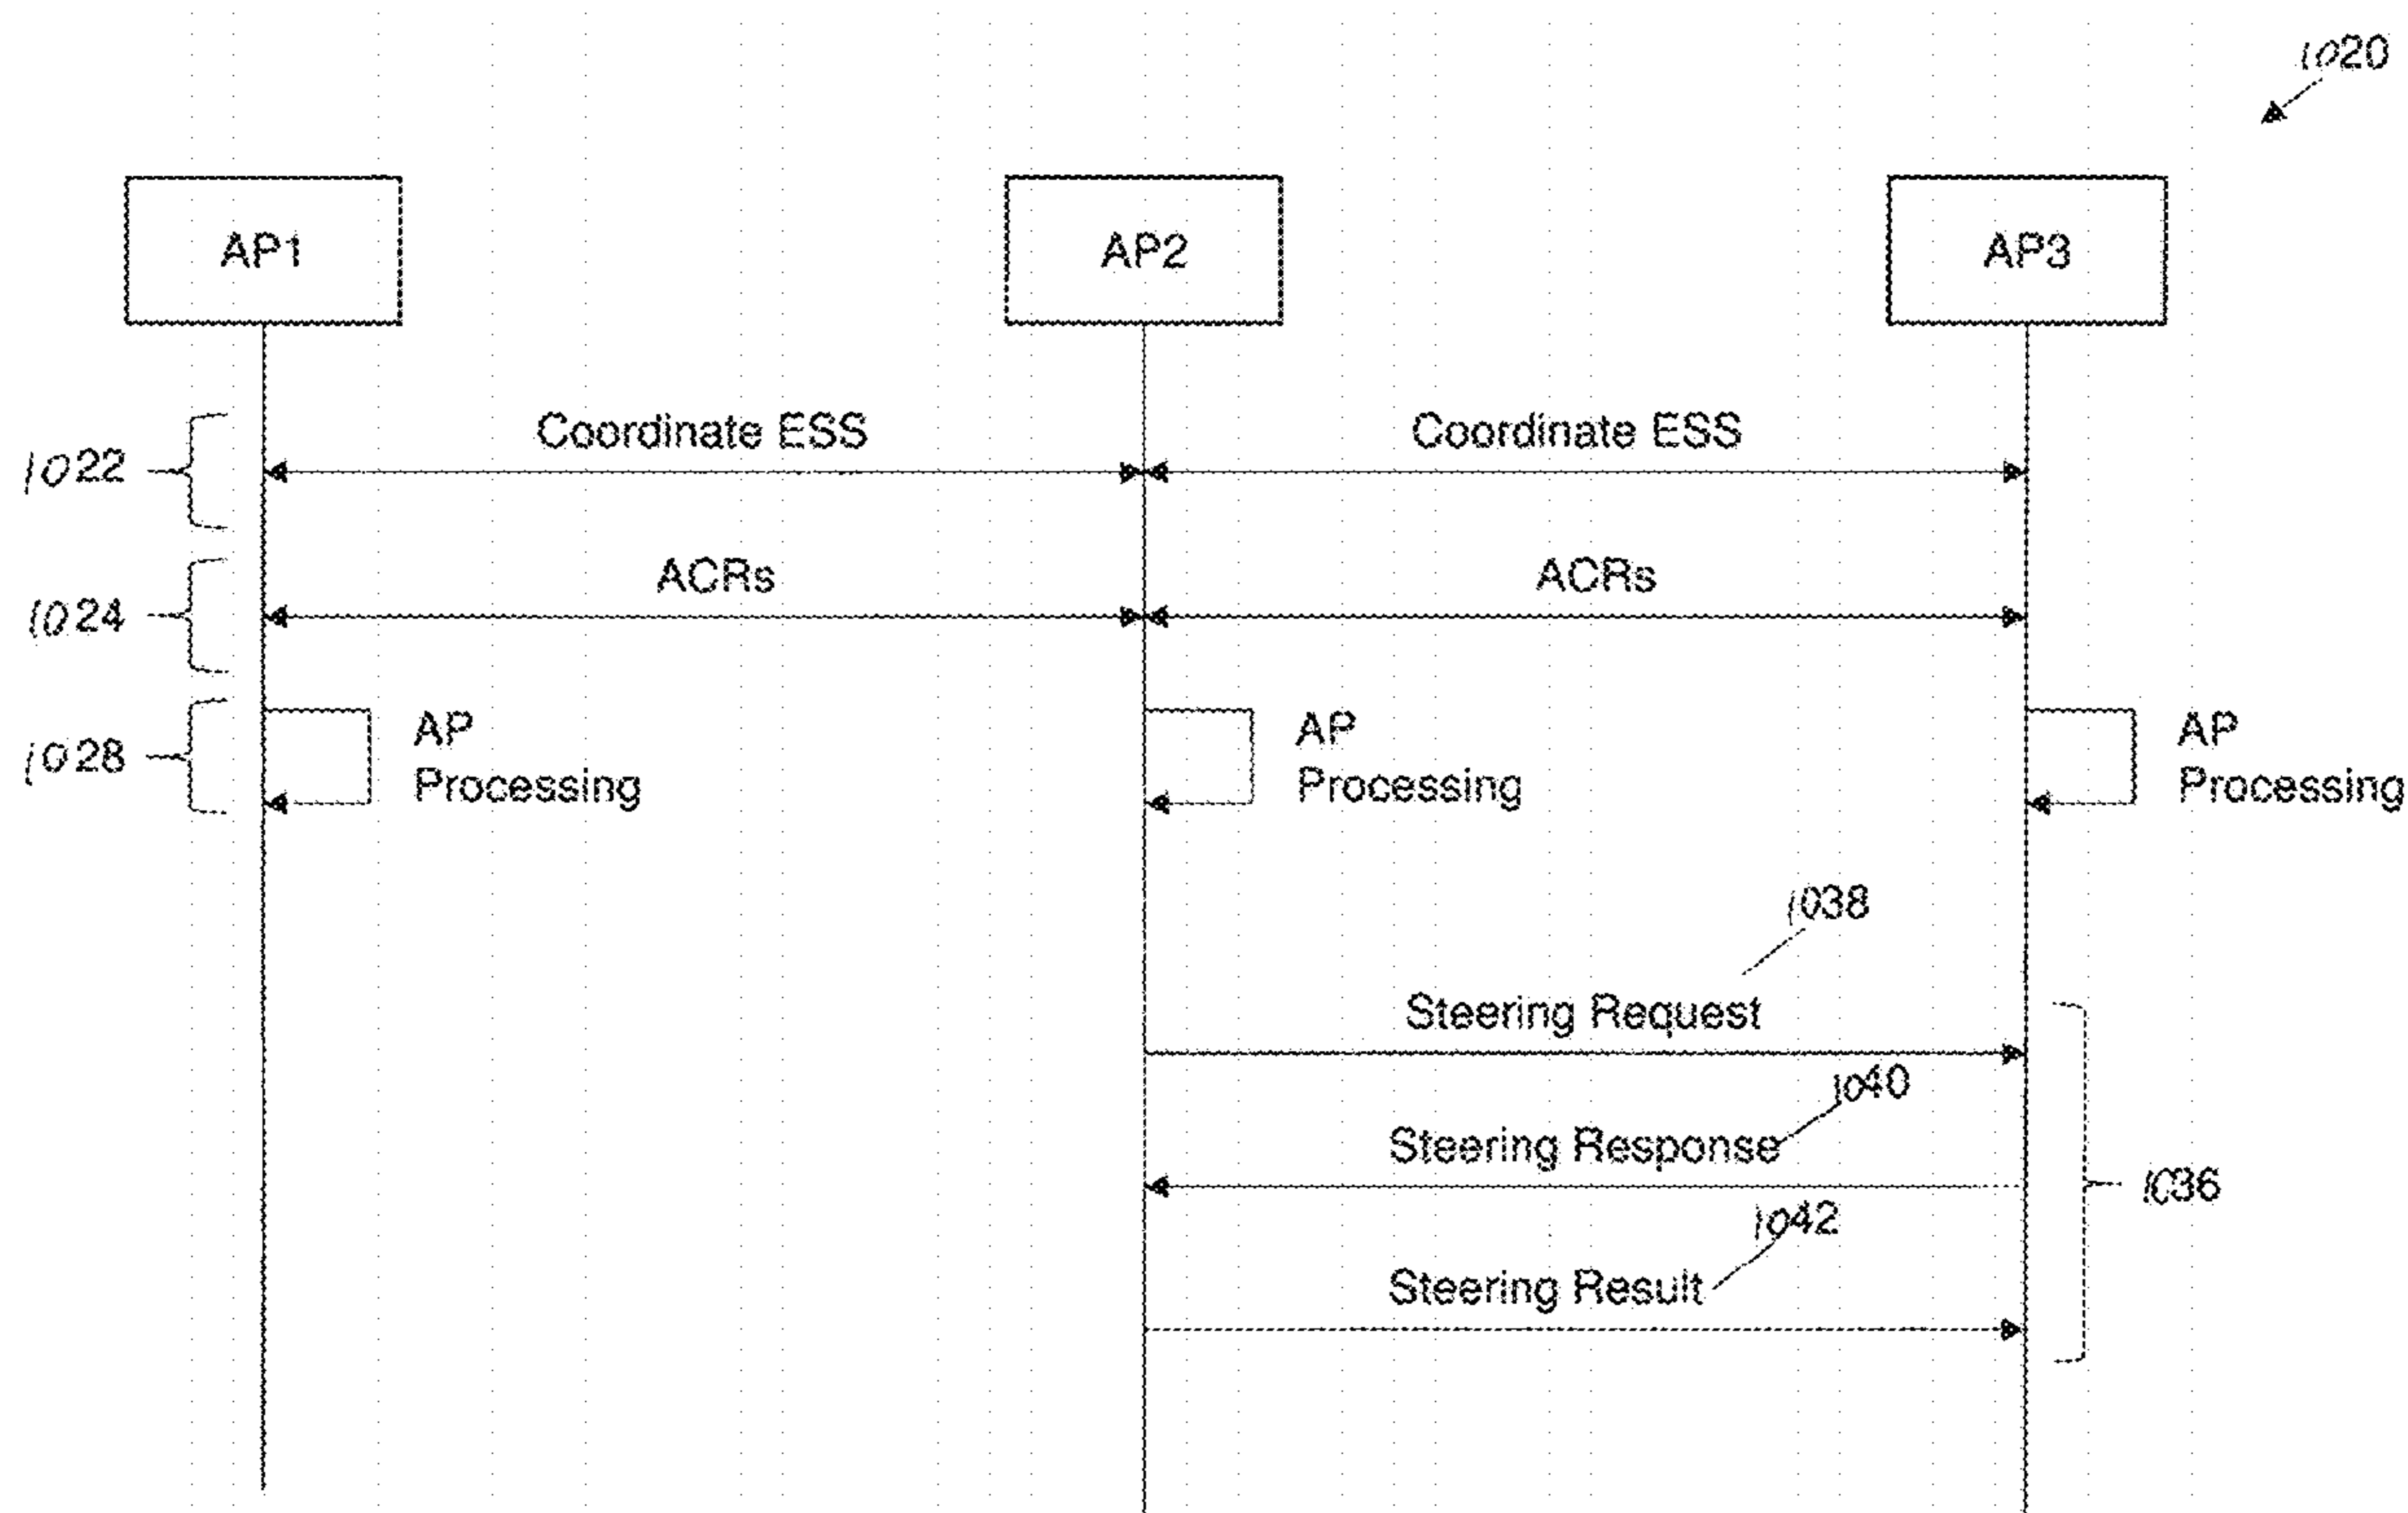 1020
AP1
AP2
AP3
Coordinate ESS
Coordinate ESS
1022
ACRs
ACRs
1024
AP
Processing
AP
Processing
AP
Processing
1028
1038
Steering Request
1040
Steering Response
1036
1042
Steering Result